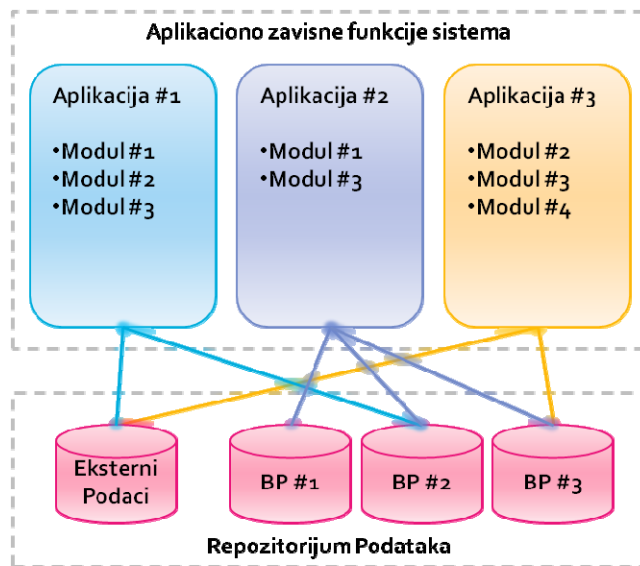 Aplikaciono zavisne funkcije sistema
Aplikacija #1
•Modul #1
•Modul #2
•Modul #3
Aplikacija #2
•Modul #1
•Modul #3
Aplikacija #3
•Modul #2
•Modul #3
•Modul #4
Eksterni
Podaci
BP #1
BP #2
BP #3
Repozitorijum Podataka